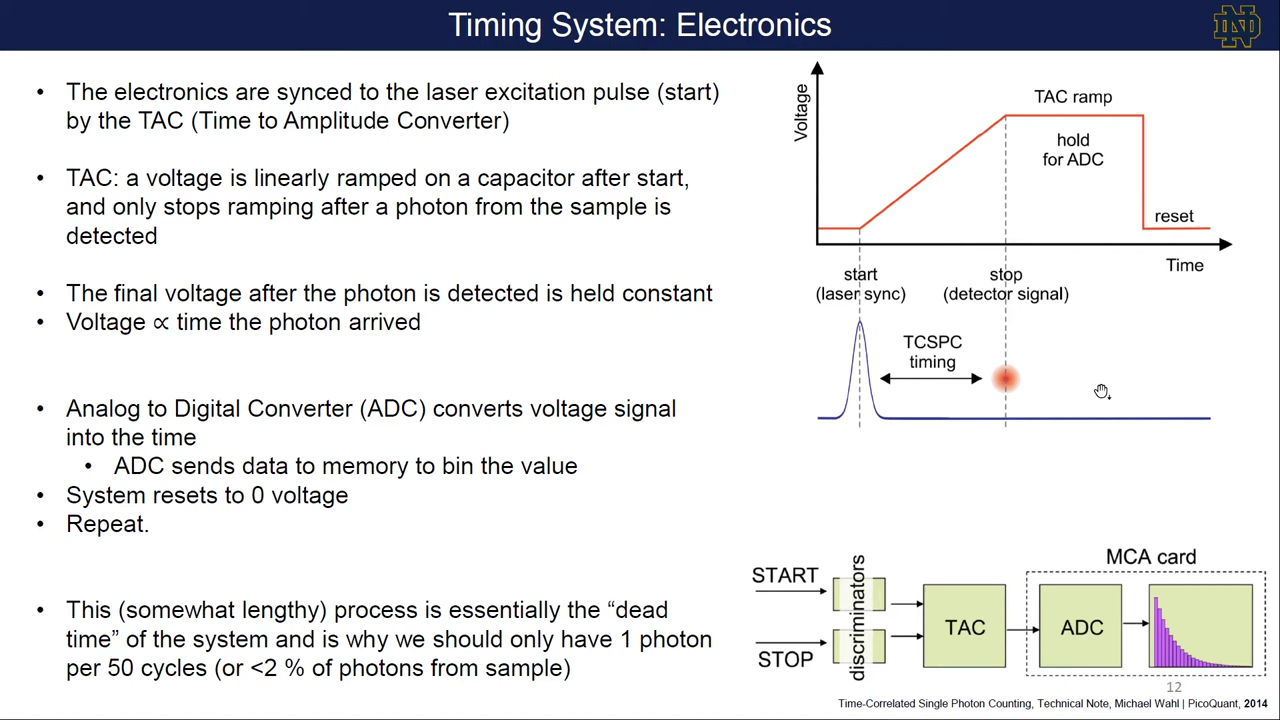 Timing System: Electronics
• The electronics are synced to the laser excitation pulse (start)
by the TAC (Time to Amplitude Converter)
• TAC: a voltage is linearly ramped on a capacitor after start,
and only stops ramping after a photon from the sample is
detected
• The final voltage after the photon is detected is held constant
• Voltage ∝ time the photon arrived
• Analog to Digital Converter (ADC) converts voltage signal
into the time
• ADC sends data to memory to bin the value
• System resets to 0 voltage
• Repeat.
• This (somewhat lengthy) process is essentially the “dead
time” of the system and is why we should only have 1 photon
per 50 cycles (or <2 % of photons from sample)
ND
Voltage
TAC ramp
hold
for ADC
reset
Time
start
(laser sync)
stop
(detector signal)
TCSPC
timing
MCA card
START
STOP
discriminators
TAC
ADC
12
Time-Correlated Single Photon Counting, Technical Note, Michael Wahl | PicoQuant, 2014